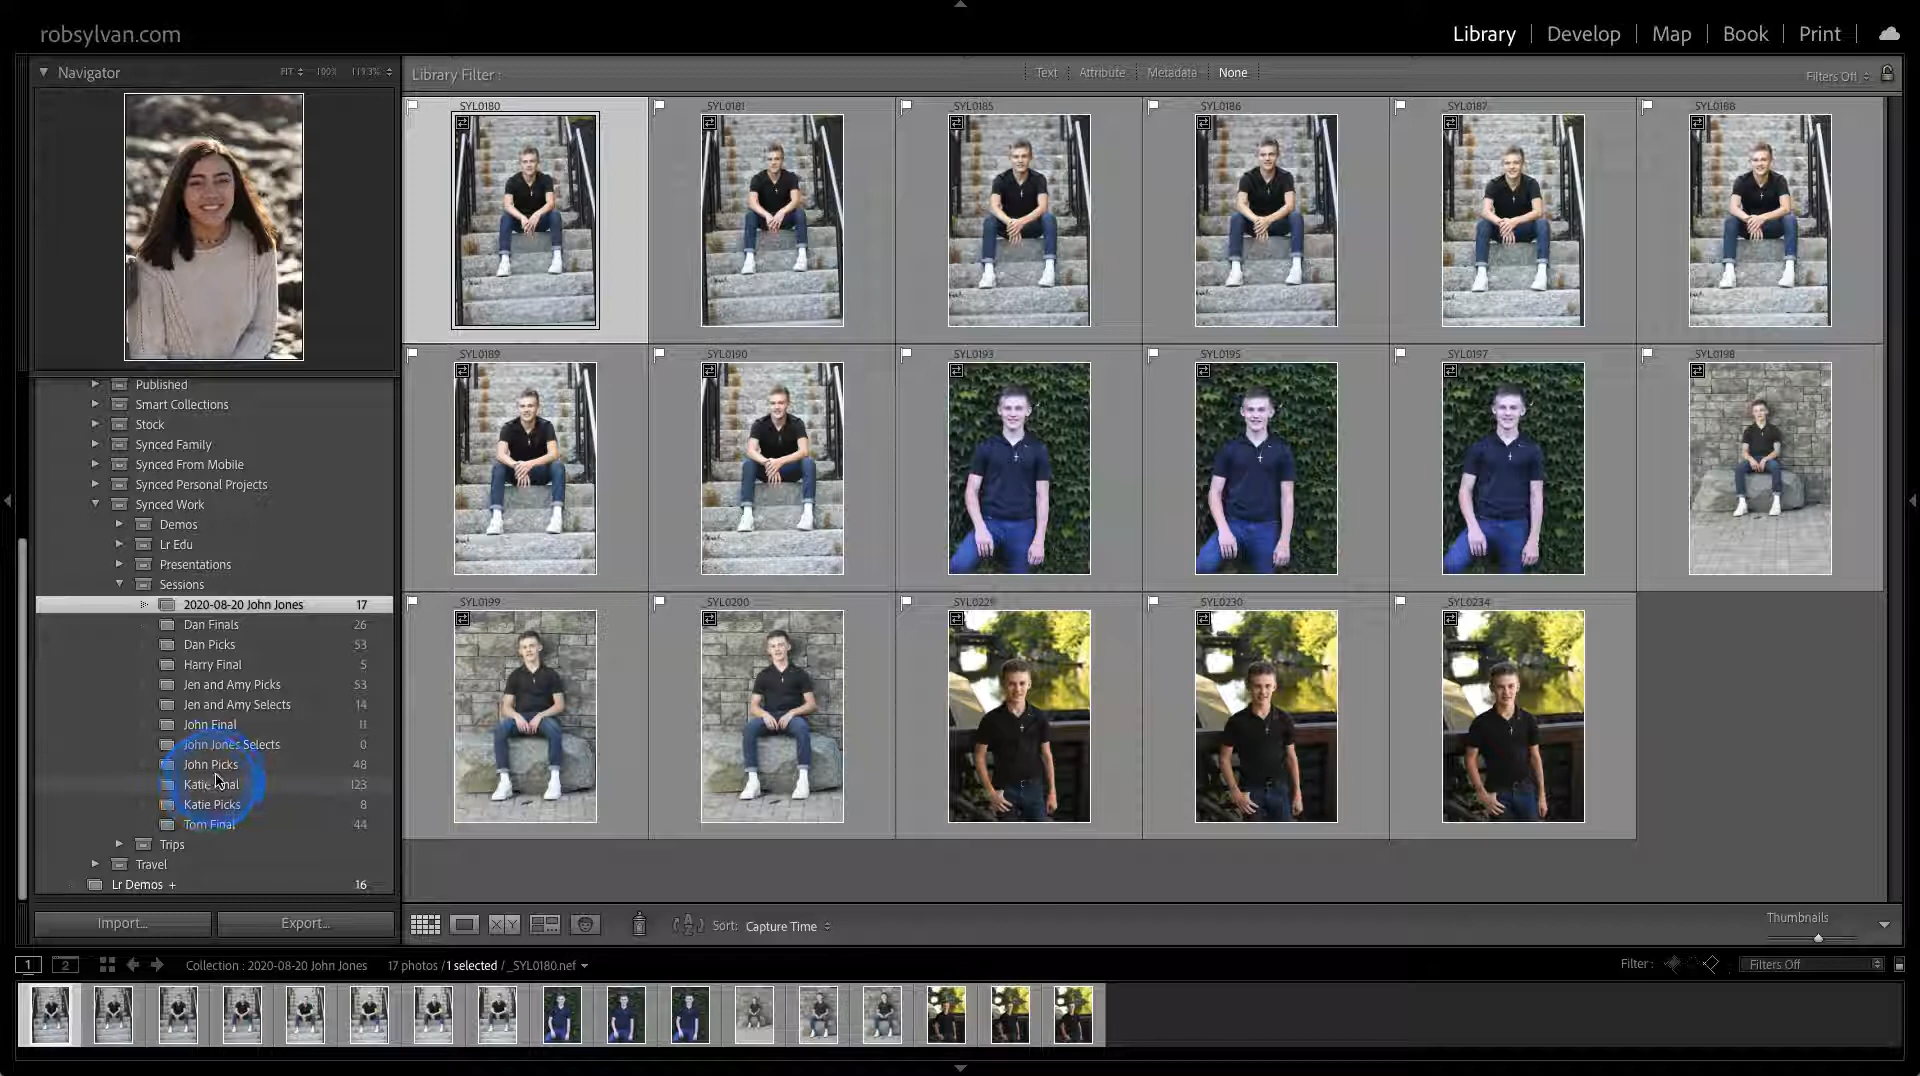 robsylvan.com
Library
Develop
Map
Book
Print
Navigator
FIT
100%
Library Filter :
Text
Attribute
Metadata
None
Filters Off
_SYL0180
_SYL0181
_SYL0185
_SYL0186
_SYL0187
_SYL0188
_SYL0189
_SYL0190
_SYL0193
_SYL0195
_SYL0197
_SYL0198
_SYL0199
_SYL0200
_SYL0230
_SYL0234
Published
Smart Collections
Stock
Synced Family
Synced From Mobile
Synced Personal Projects
Synced Work
Demos
Lr Edu
Presentations
Sessions
2020-08-20 John Jones 17
Dan Finals 26
Dan Picks 53
Harry Final 5
Jen and Amy Picks 53
Jen and Amy Selects 14
John Final 11
John Jones Selects 0
John Picks 48
Katie Final 123
Katie Picks 8
Tom Final 44
Trips
Travel
Lr Demos + 16
Import...
Export...
XY
Sort: Capture Time
Thumbnails
1
2
Collection : 2020-08-20 John Jones
17 photos / 1 selected / _SYL0180.nef
Filter :
Filters Off